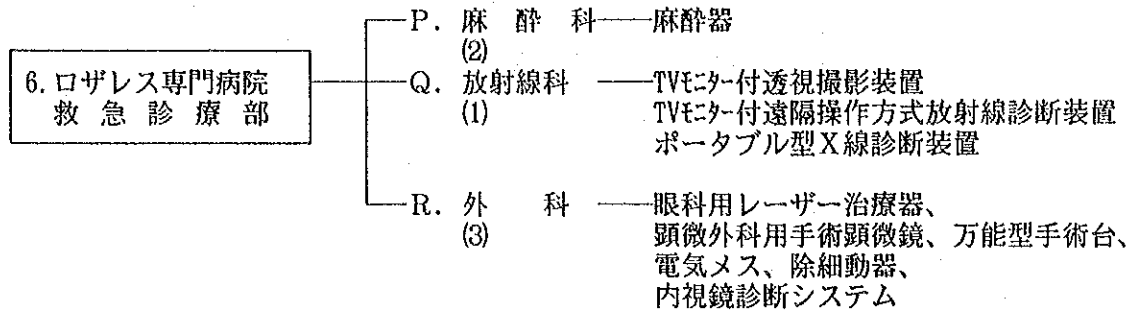 P. 麻酔科 麻酔器
(2)
6. ロザレス専門病院
救急診療部
Q. 放射線科 TVモニター付透視撮影装置
(1) TVモニター付遠隔操作方式放射線診断装置
ポータブル型X線診断装置
R. 外科 眼科用レーザー治療器、
(3) 顕微外科用手術顕微鏡、万能型手術台、
電気メス、除細動器、
内視鏡診断システム